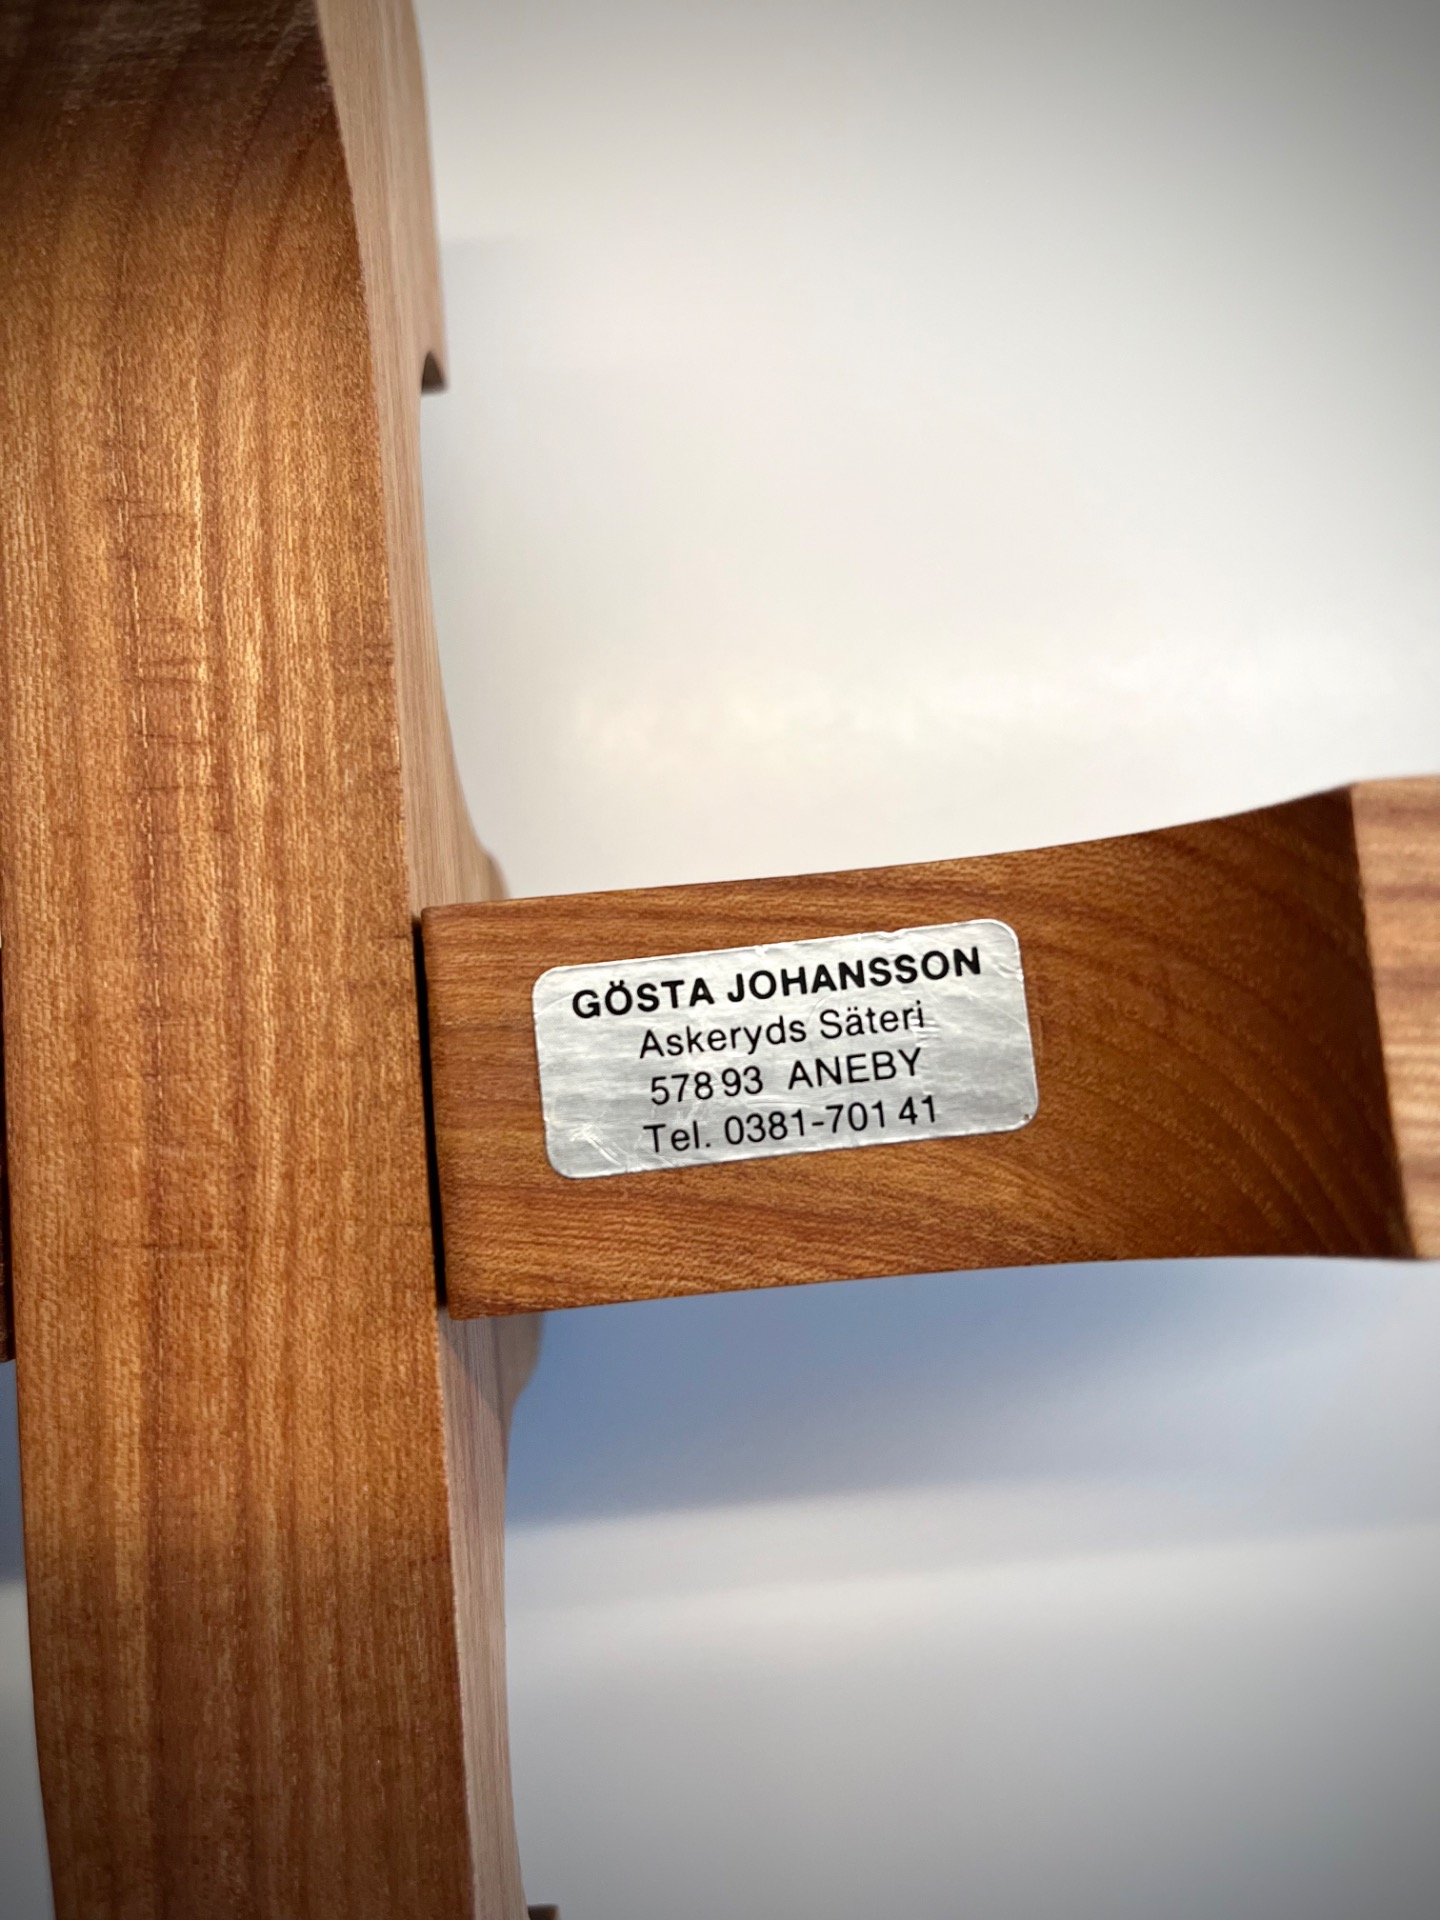 GÖSTA JOHANSSON
Askeryds Säteri
578 93 ANEBY
Tel. 0381-701 41